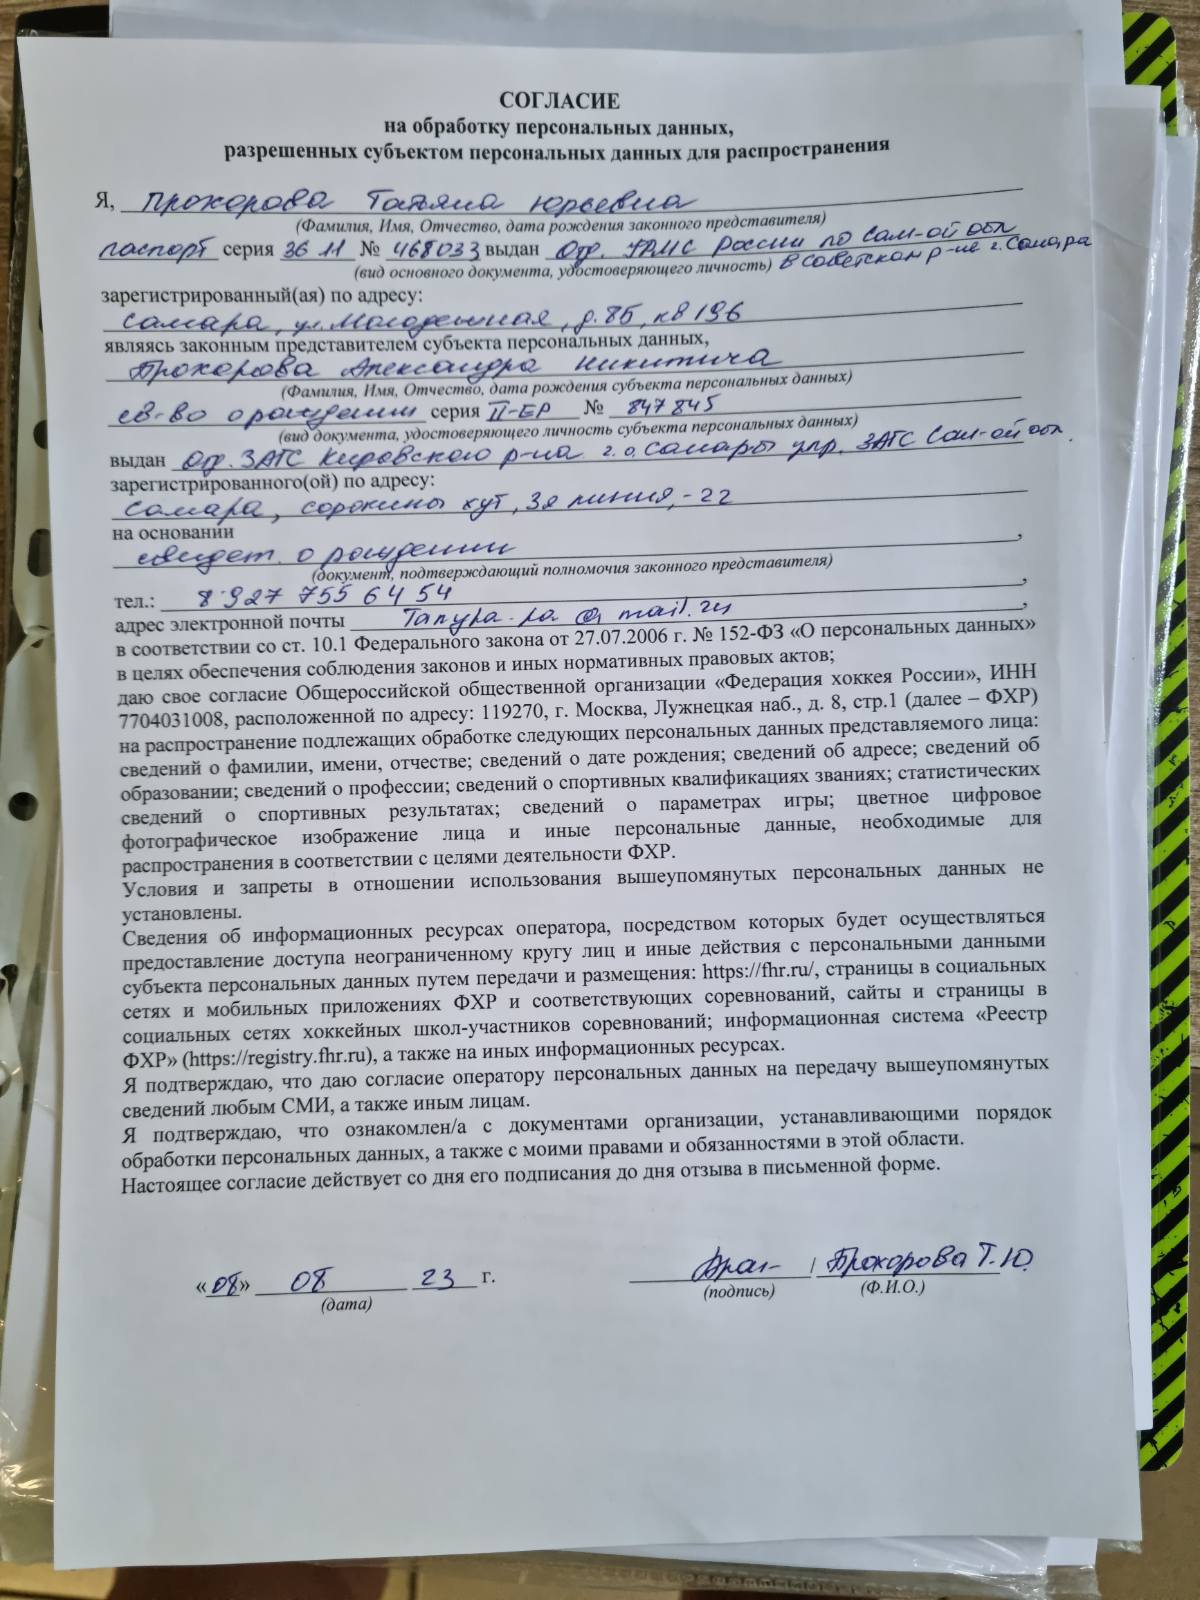 СОГЛАСИЕ
на обработку персональных данных,
разрешенных субъектом персональных данных для распространения
Я, Прохорова Татьяна Юрьевна
(Фамилия, Имя, Отчество, дата рождения законного представителя)
паспорт серия 36 11 № 468033 выдан Отд. УФМС России по Сам-ой обл
(вид основного документа, удостоверяющего личность) в Советском р-не г. Самара
зарегистрированный(ая) по адресу:
Самара, ул. Молодежная, д. 8Б, кв 196
являясь законным представителем субъекта персональных данных,
Прохорова Александра Никитича
(Фамилия, Имя, Отчество, дата рождения субъекта персональных данных)
св-во о рождении серия II-ЕР № 847845
(вид документа, удостоверяющего личность субъекта персональных данных)
выдан Отд. ЗАГС Кировского р-на г.о. Самары упр. ЗАГС Сам-ой обл.
зарегистрированного(ой) по адресу:
Самара, сорокины хут, 3я линия, -22
на основании
свидет. о рождении ,
(документ, подтверждающий полномочия законного представителя)
тел.: 8 927 755 64 54 ,
адрес электронной почты @ mail.ru ,
в соответствии со ст. 10.1 Федерального закона от 27.07.2006 г. № 152-ФЗ «О персональных данных»
в целях обеспечения соблюдения законов и иных нормативных правовых актов;
даю свое согласие Общероссийской общественной организации «Федерация хоккея России», ИНН
7704031008, расположенной по адресу: 119270, г. Москва, Лужнецкая наб., д. 8, стр.1 (далее – ФХР)
на распространение подлежащих обработке следующих персональных данных представляемого лица:
сведений о фамилии, имени, отчестве; сведений о дате рождения; сведений об адресе; сведений об
образовании; сведений о профессии; сведений о спортивных квалификациях званиях; статистических
сведений о спортивных результатах; сведений о параметрах игры; цветное цифровое
фотографическое изображение лица и иные персональные данные, необходимые для
распространения в соответствии с целями деятельности ФХР.
Условия и запреты в отношении использования вышеупомянутых персональных данных не
установлены.
Сведения об информационных ресурсах оператора, посредством которых будет осуществляться
предоставление доступа неограниченному кругу лиц и иные действия с персональными данными
субъекта персональных данных путем передачи и размещения: https://fhr.ru/, страницы в социальных
сетях и мобильных приложениях ФХР и соответствующих соревнований, сайты и страницы в
социальных сетях хоккейных школ-участников соревнований; информационная система «Реестр
ФХР» (https://registry.fhr.ru), а также на иных информационных ресурсах.
Я подтверждаю, что даю согласие оператору персональных данных на передачу вышеупомянутых
сведений любым СМИ, а также иным лицам.
Я подтверждаю, что ознакомлен/а с документами организации, устанавливающими порядок
обработки персональных данных, а также с моими правами и обязанностями в этой области.
Настоящее согласие действует со дня его подписания до дня отзыва в письменной форме.
«08» 08 23 г. / Прохорова Т.Ю.
(дата) (подпись) (Ф.И.О.)